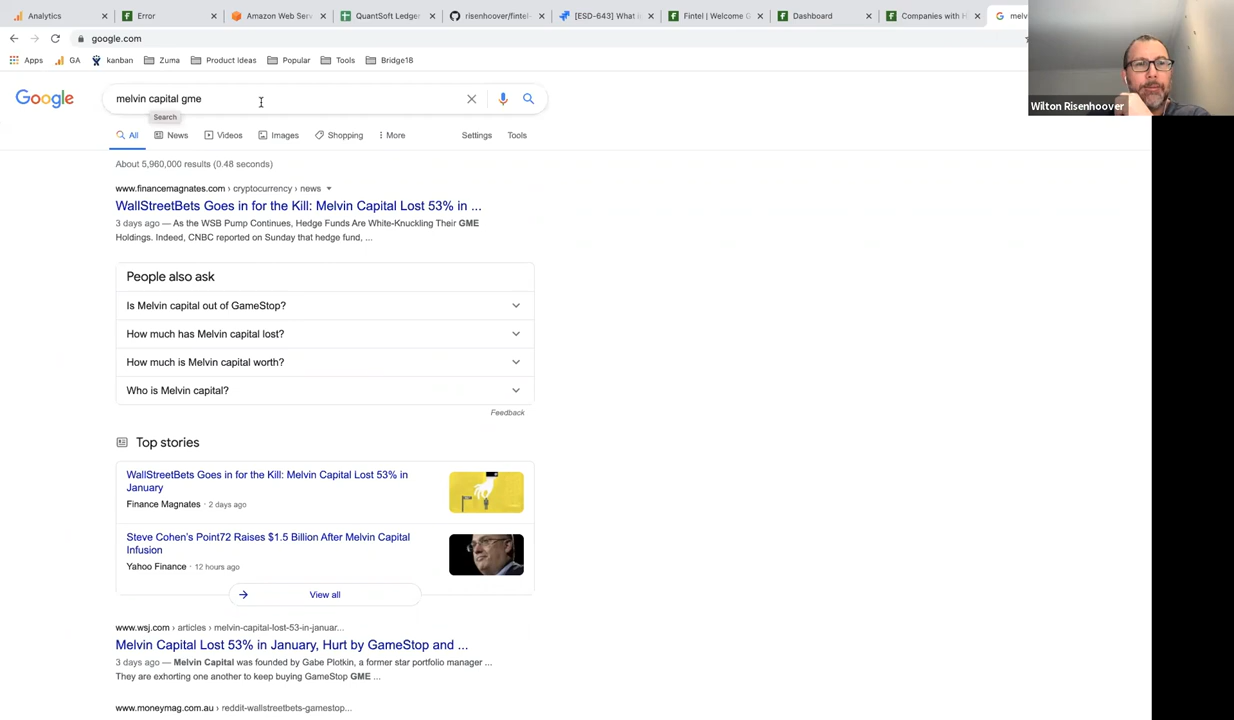 Analytics
Error
Amazon Web Serv
QuantSoft Ledger
risenhoover/fintel-
[ESD-643] What i
Fintel | Welcome
Dashboard
Companies with H
melv
google.com
Apps
GA
kanban
Zuma
Product Ideas
Popular
Tools
Bridge18
Wilton Risenhoover
Google
melvin capital gme
Search
All
News
Videos
Images
Shopping
More
Settings
Tools
About 5,960,000 results (0.48 seconds)
www.financemagnates.com › cryptocurrency › news
WallStreetBets Goes in for the Kill: Melvin Capital Lost 53% in ...
3 days ago — As the WSB Pump Continues, Hedge Funds Are White-Knuckling Their GME
Holdings. Indeed, CNBC reported on Sunday that hedge fund, ...
People also ask
Is Melvin capital out of GameStop?
How much has Melvin capital lost?
How much is Melvin capital worth?
Who is Melvin capital?
Feedback
Top stories
WallStreetBets Goes in for the Kill: Melvin Capital Lost 53% in
January
Finance Magnates · 2 days ago
Steve Cohen's Point72 Raises $1.5 Billion After Melvin Capital
Infusion
Yahoo Finance · 12 hours ago
View all
www.wsj.com › articles › melvin-capital-lost-53-in-januar...
Melvin Capital Lost 53% in January, Hurt by GameStop and ...
3 days ago — Melvin Capital was founded by Gabe Plotkin, a former star portfolio manager ...
They are exhorting one another to keep buying GameStop GME ...
www.moneymag.com.au › reddit-wallstreetbets-gamestop...